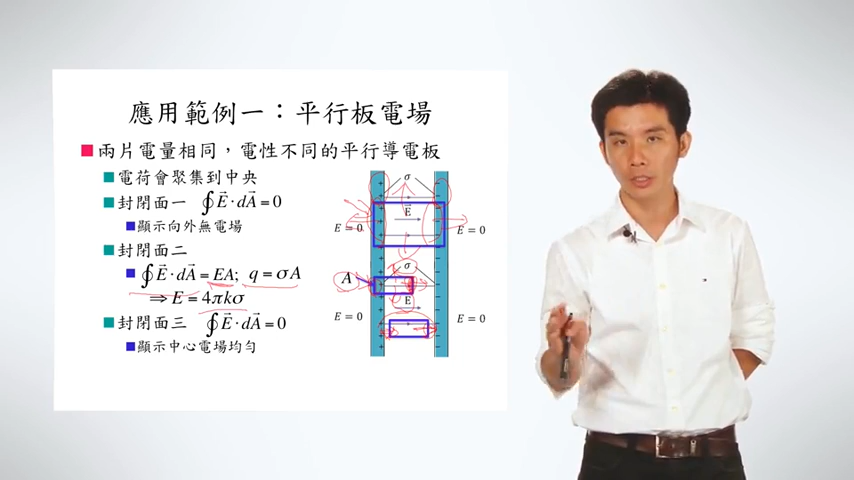 應用範例一：平行板電場
兩片電量相同，電性不同的平行導電板
電荷會聚集到中央
封閉面一 ∮E⃗·dA⃗=0
顯示向外無電場
封閉面二
∮E⃗·dA⃗=EA; q=σA
⇒E=4πkσ
封閉面三 ∮E⃗·dA⃗=0
顯示中心電場均勻
σ
E⃗
E=0 E=0
σ
A
E
E=0 E=0